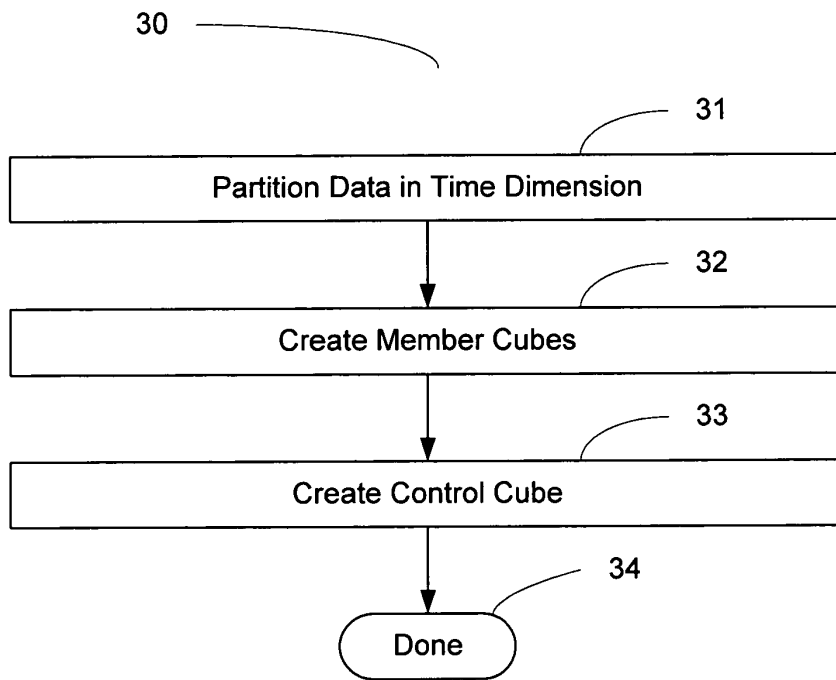 30
31
Partition Data in Time Dimension
32
Create Member Cubes
33
Create Control Cube
34
Done